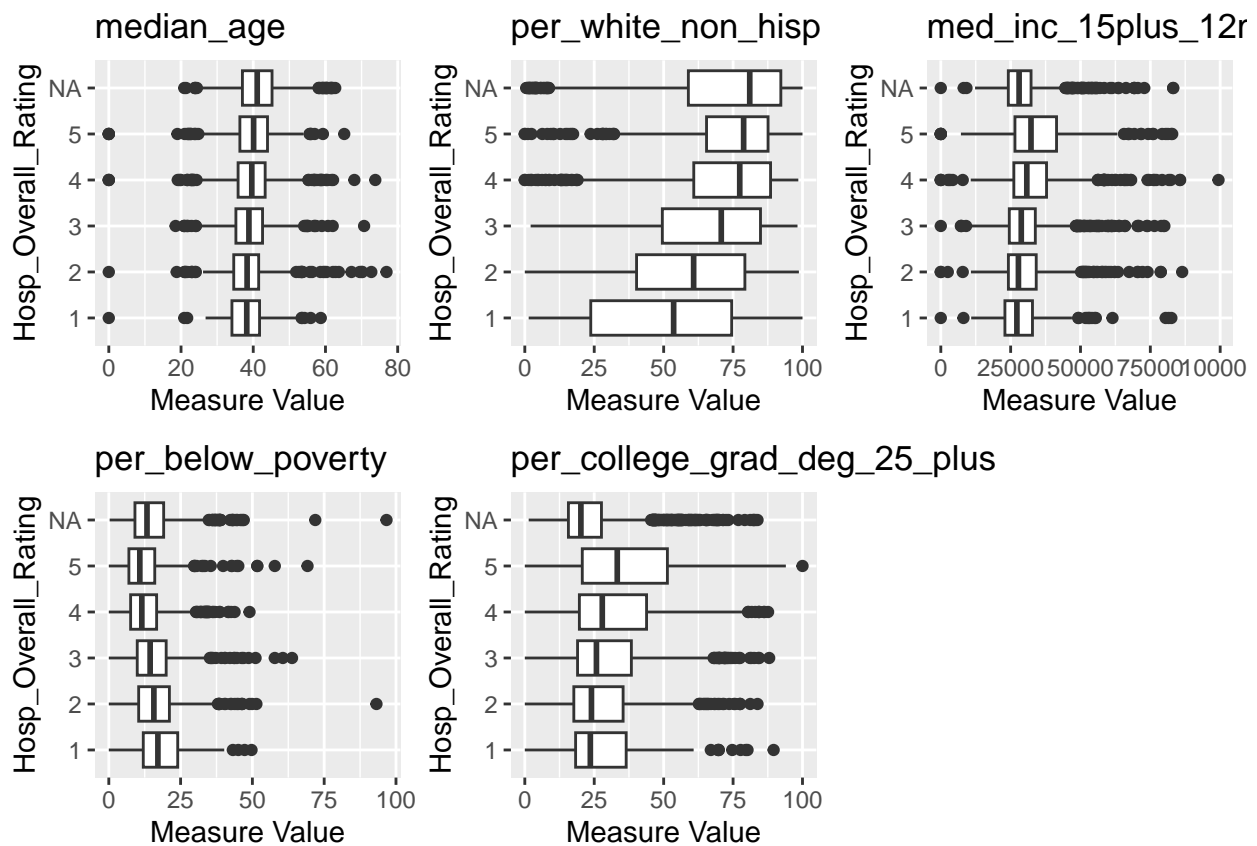 median_age
Hosp_Overall_Rating
NA
5
4
3
2
1
0 20 40 60 80
Measure Value
per_white_non_hisp
Hosp_Overall_Rating
NA
5
4
3
2
1
0 25 50 75 100
Measure Value
med_inc_15plus_12r
Hosp_Overall_Rating
NA
5
4
3
2
1
0 25000 50000 75000 10000
Measure Value
per_below_poverty
Hosp_Overall_Rating
NA
5
4
3
2
1
0 25 50 75 100
Measure Value
per_college_grad_deg_25_plus
Hosp_Overall_Rating
NA
5
4
3
2
1
0 25 50 75 100
Measure Value